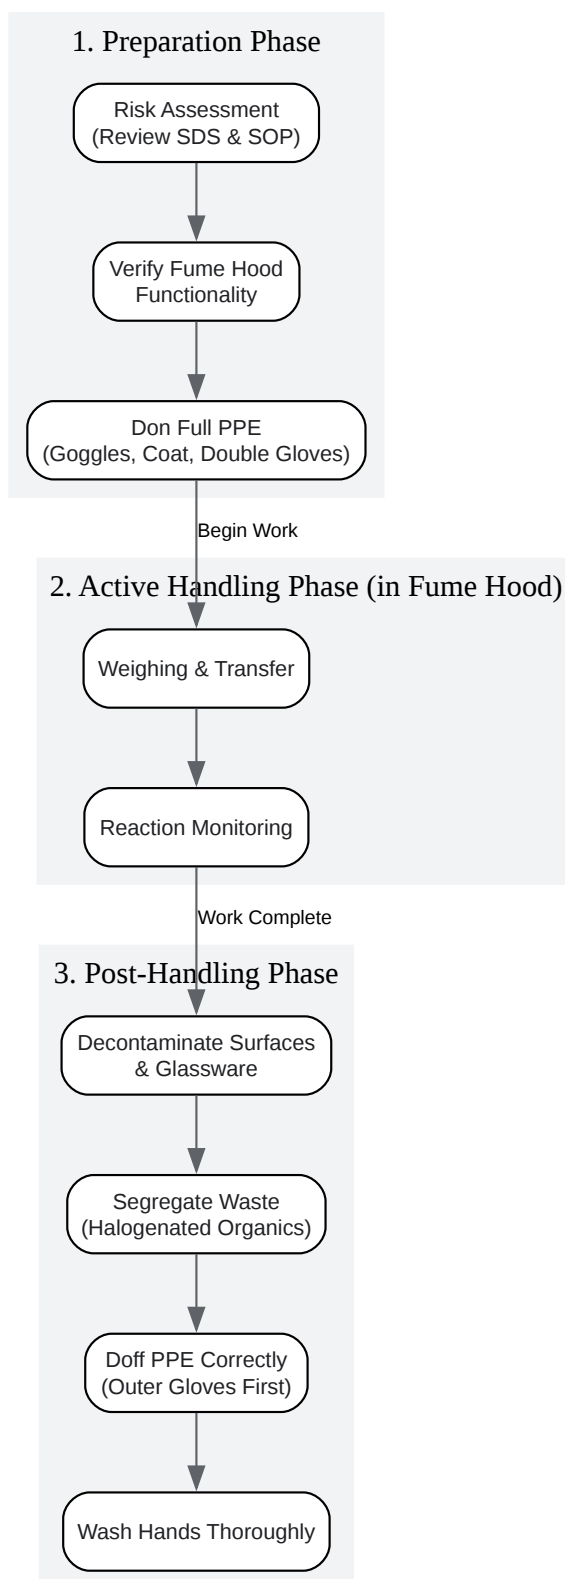 1. Preparation Phase
Risk Assessment
(Review SDS & SOP)
Verify Fume Hood
Functionality
Don Full PPE
(Goggles, Coat, Double Gloves)
Begin Work
2. Active Handling Phase (in Fume Hood)
Weighing & Transfer
Reaction Monitoring
Work Complete
3. Post-Handling Phase
Decontaminate Surfaces
& Glassware
Segregate Waste
(Halogenated Organics)
Doff PPE Correctly
(Outer Gloves First)
Wash Hands Thoroughly